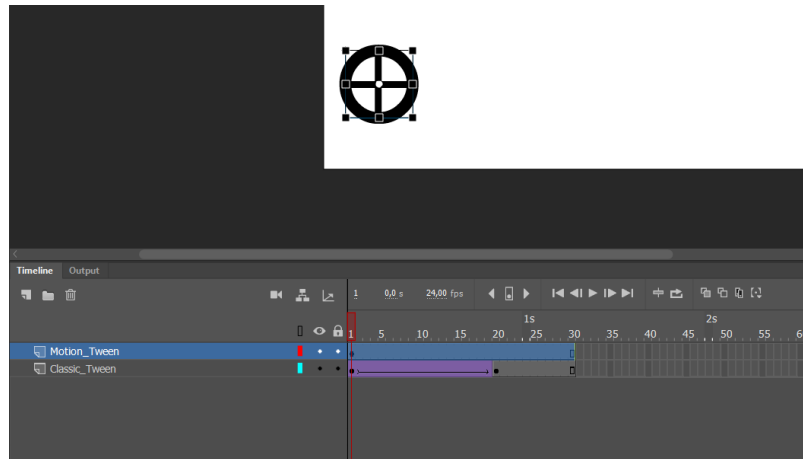 Timeline Output
1 0,0 s 24,00 fps
1s 2s
1 5 10 15 20 25 30 35 40 45 50 55 6
Motion_Tween
Classic_Tween